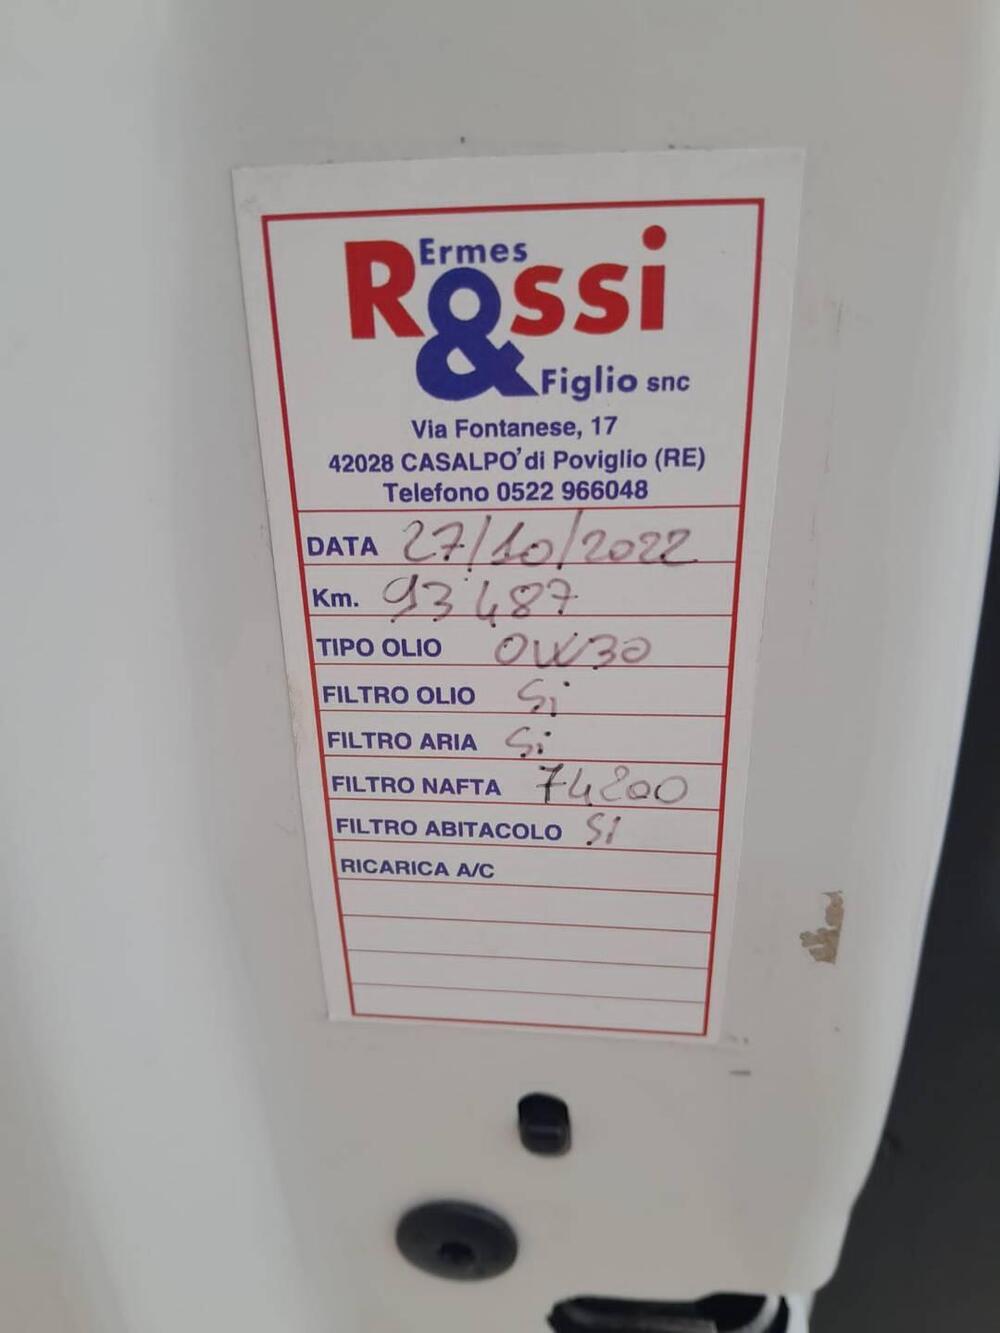 Ermes
Rossi
& Figlio snc
Via Fontanese, 17
42028 CASALPO' di Poviglio (RE)
Telefono 0522 966048
DATA 27/10/2022
Km. 93487
TIPO OLIO 0W30
FILTRO OLIO Si
FILTRO ARIA Si
FILTRO NAFTA 74200
FILTRO ABITACOLO SI
RICARICA A/C